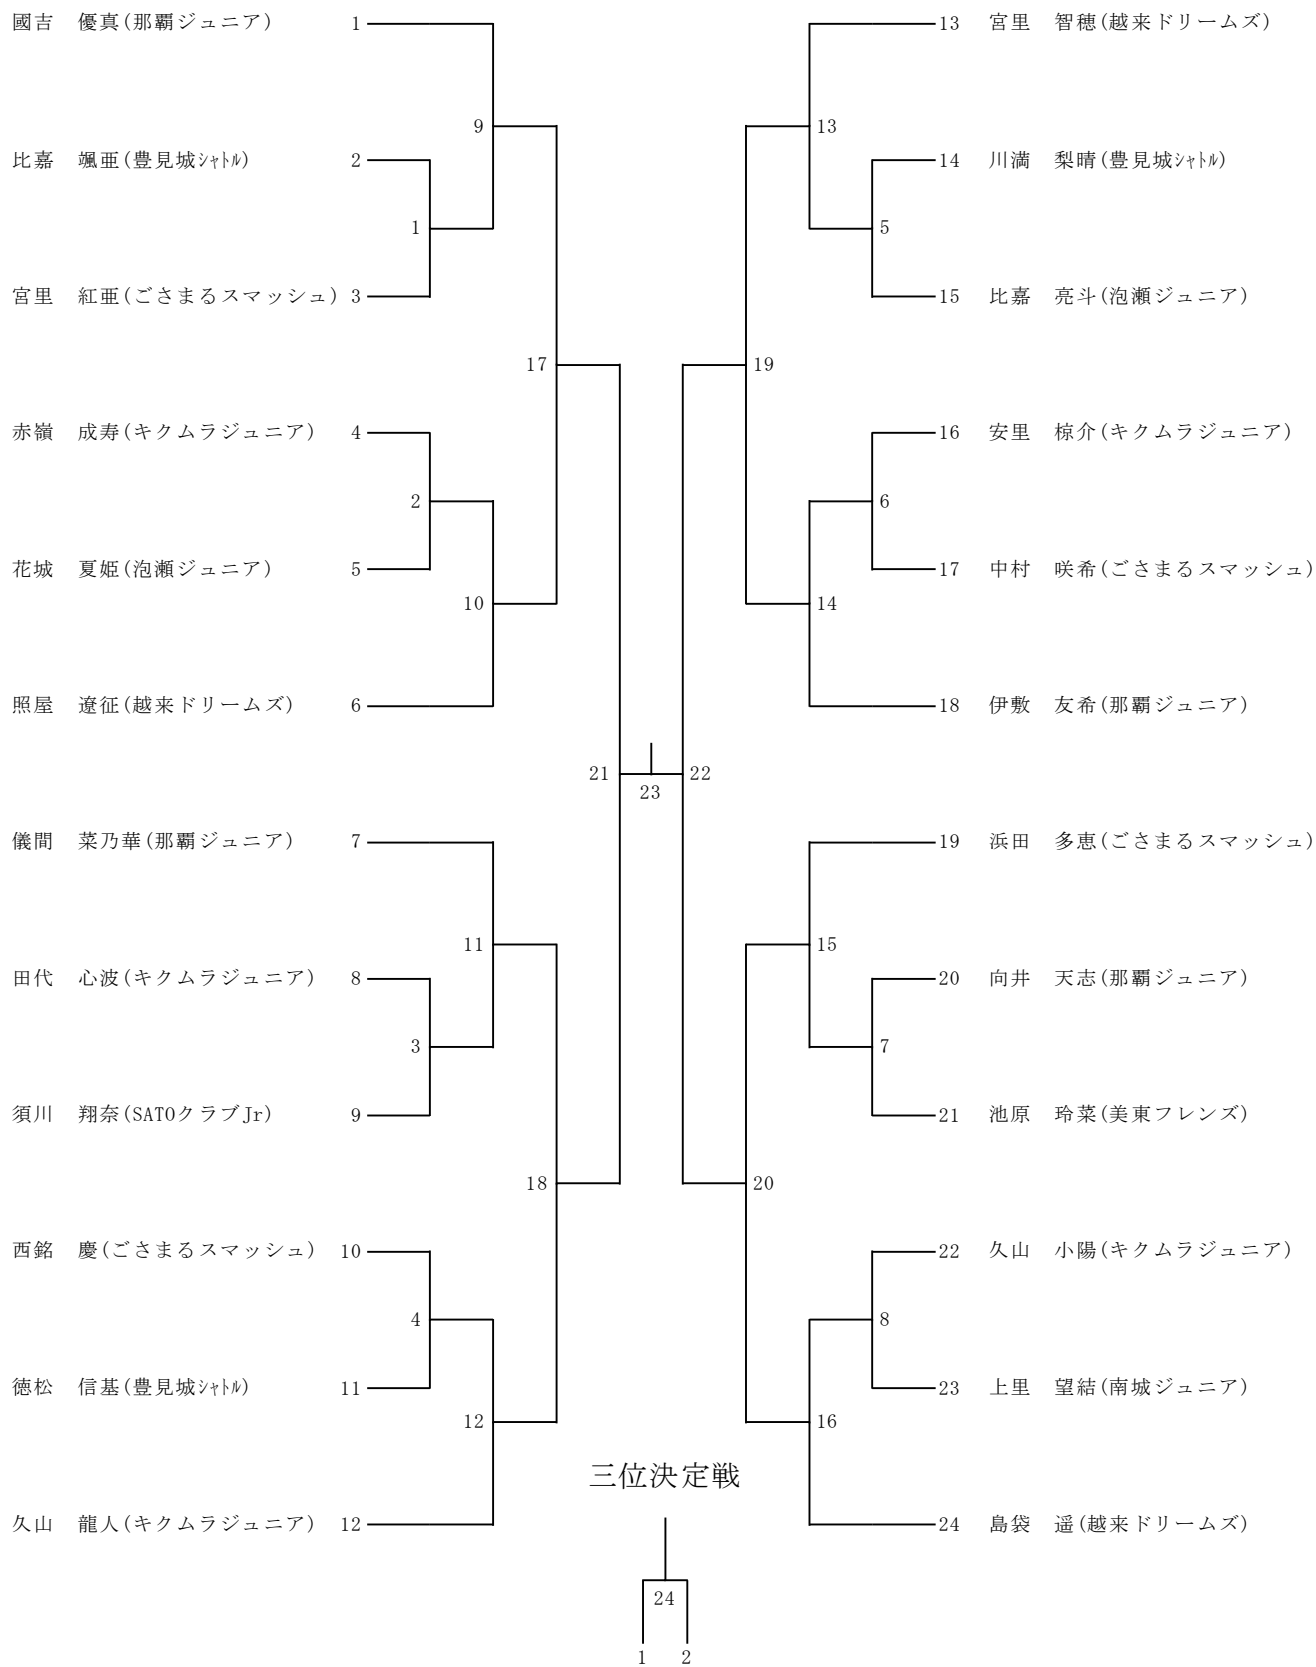 國吉　優真(那覇ジュニア)　1
9
比嘉　颯亜(豊見城ｼｬﾄﾙ)　2
1
宮里　紅亜(ごさまるスマッシュ)　3
17
赤嶺　成寿(キクムラジュニア)　4
2
花城　夏姫(泡瀬ジュニア)　5
10
照屋　遼征(越来ドリームズ)　6
21
儀間　菜乃華(那覇ジュニア)　7
11
田代　心波(キクムラジュニア)　8
3
須川　翔奈(SATOクラブJr)　9
18
西銘　慶(ごさまるスマッシュ)　10
4
徳松　信基(豊見城ｼｬﾄﾙ)　11
12
久山　龍人(キクムラジュニア)　12
23
13　宮里　智穂(越来ドリームズ)
13
14　川満　梨晴(豊見城ｼｬﾄﾙ)
5
15　比嘉　亮斗(泡瀬ジュニア)
19
16　安里　椋介(キクムラジュニア)
6
17　中村　咲希(ごさまるスマッシュ)
14
18　伊敷　友希(那覇ジュニア)
22
19　浜田　多恵(ごさまるスマッシュ)
15
20　向井　天志(那覇ジュニア)
7
21　池原　玲菜(美東フレンズ)
20
22　久山　小陽(キクムラジュニア)
8
23　上里　望結(南城ジュニア)
16
24　島袋　遥(越来ドリームズ)
三位決定戦
24
1　2